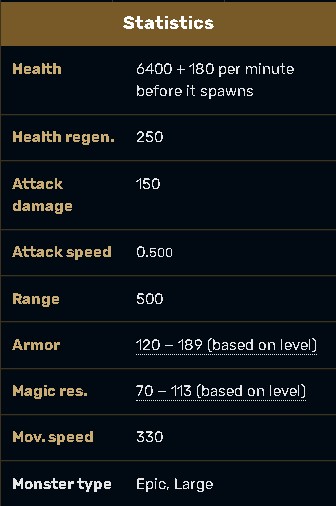 Statistics
Health 6400 + 180 per minute
before it spawns
Health regen. 250
Attack 150
damage
Attack speed 0.500
Range 500
Armor 120 – 189 (based on level)
Magic res. 70 – 113 (based on level)
Mov. speed 330
Monster type Epic, Large